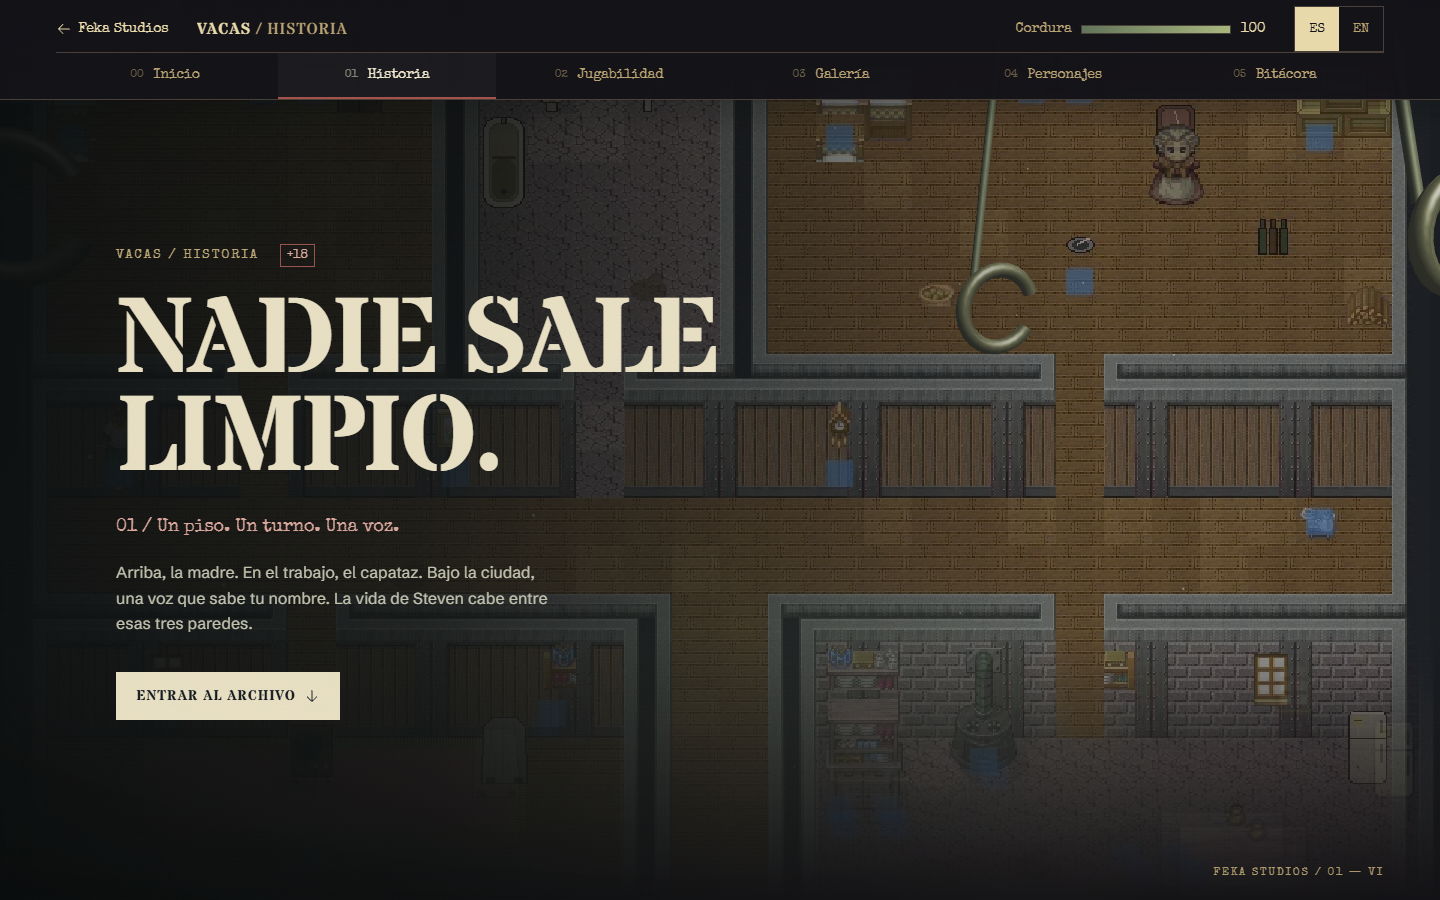 ← Feka Studios
VACAS / HISTORIA
Cordura 100
ES EN
00 Inicio
01 Historia
02 Jugabilidad
03 Galería
04 Personajes
05 Bitácora
VACAS / HISTORIA +18
NADIE SALE
LIMPIO.
01 / Un piso. Un turno. Una voz.
Arriba, la madre. En el trabajo, el capataz. Bajo la ciudad,
una voz que sabe tu nombre. La vida de Steven cabe entre
esas tres paredes.
ENTRAR AL ARCHIVO ↓
FEKA STUDIOS / 01 — VI